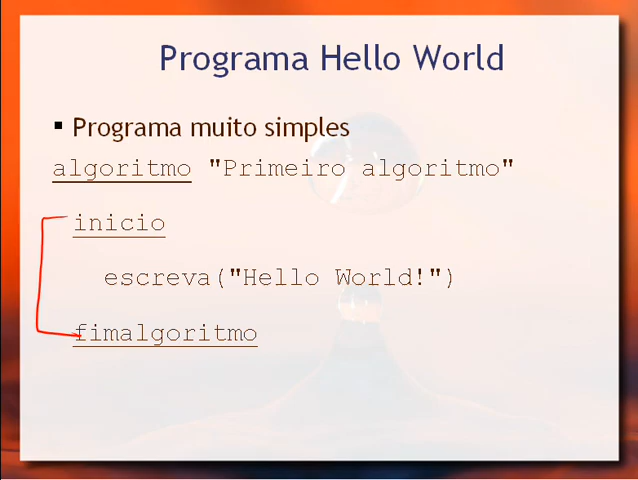 Programa Hello World
Programa muito simples
algoritmo "Primeiro algoritmo"
inicio
escreva("Hello World!")
fimalgoritmo